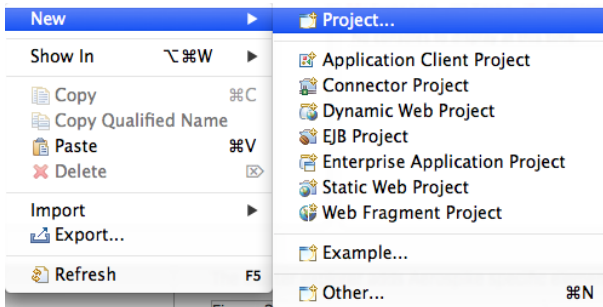 New
Show In ⌥⌘W
Copy ⌘C
Copy Qualified Name
Paste ⌘V
Delete ⌦
Import
Export...
Refresh F5
Project...
Application Client Project
Connector Project
Dynamic Web Project
EJB Project
Enterprise Application Project
Static Web Project
Web Fragment Project
Example...
Other... ⌘N